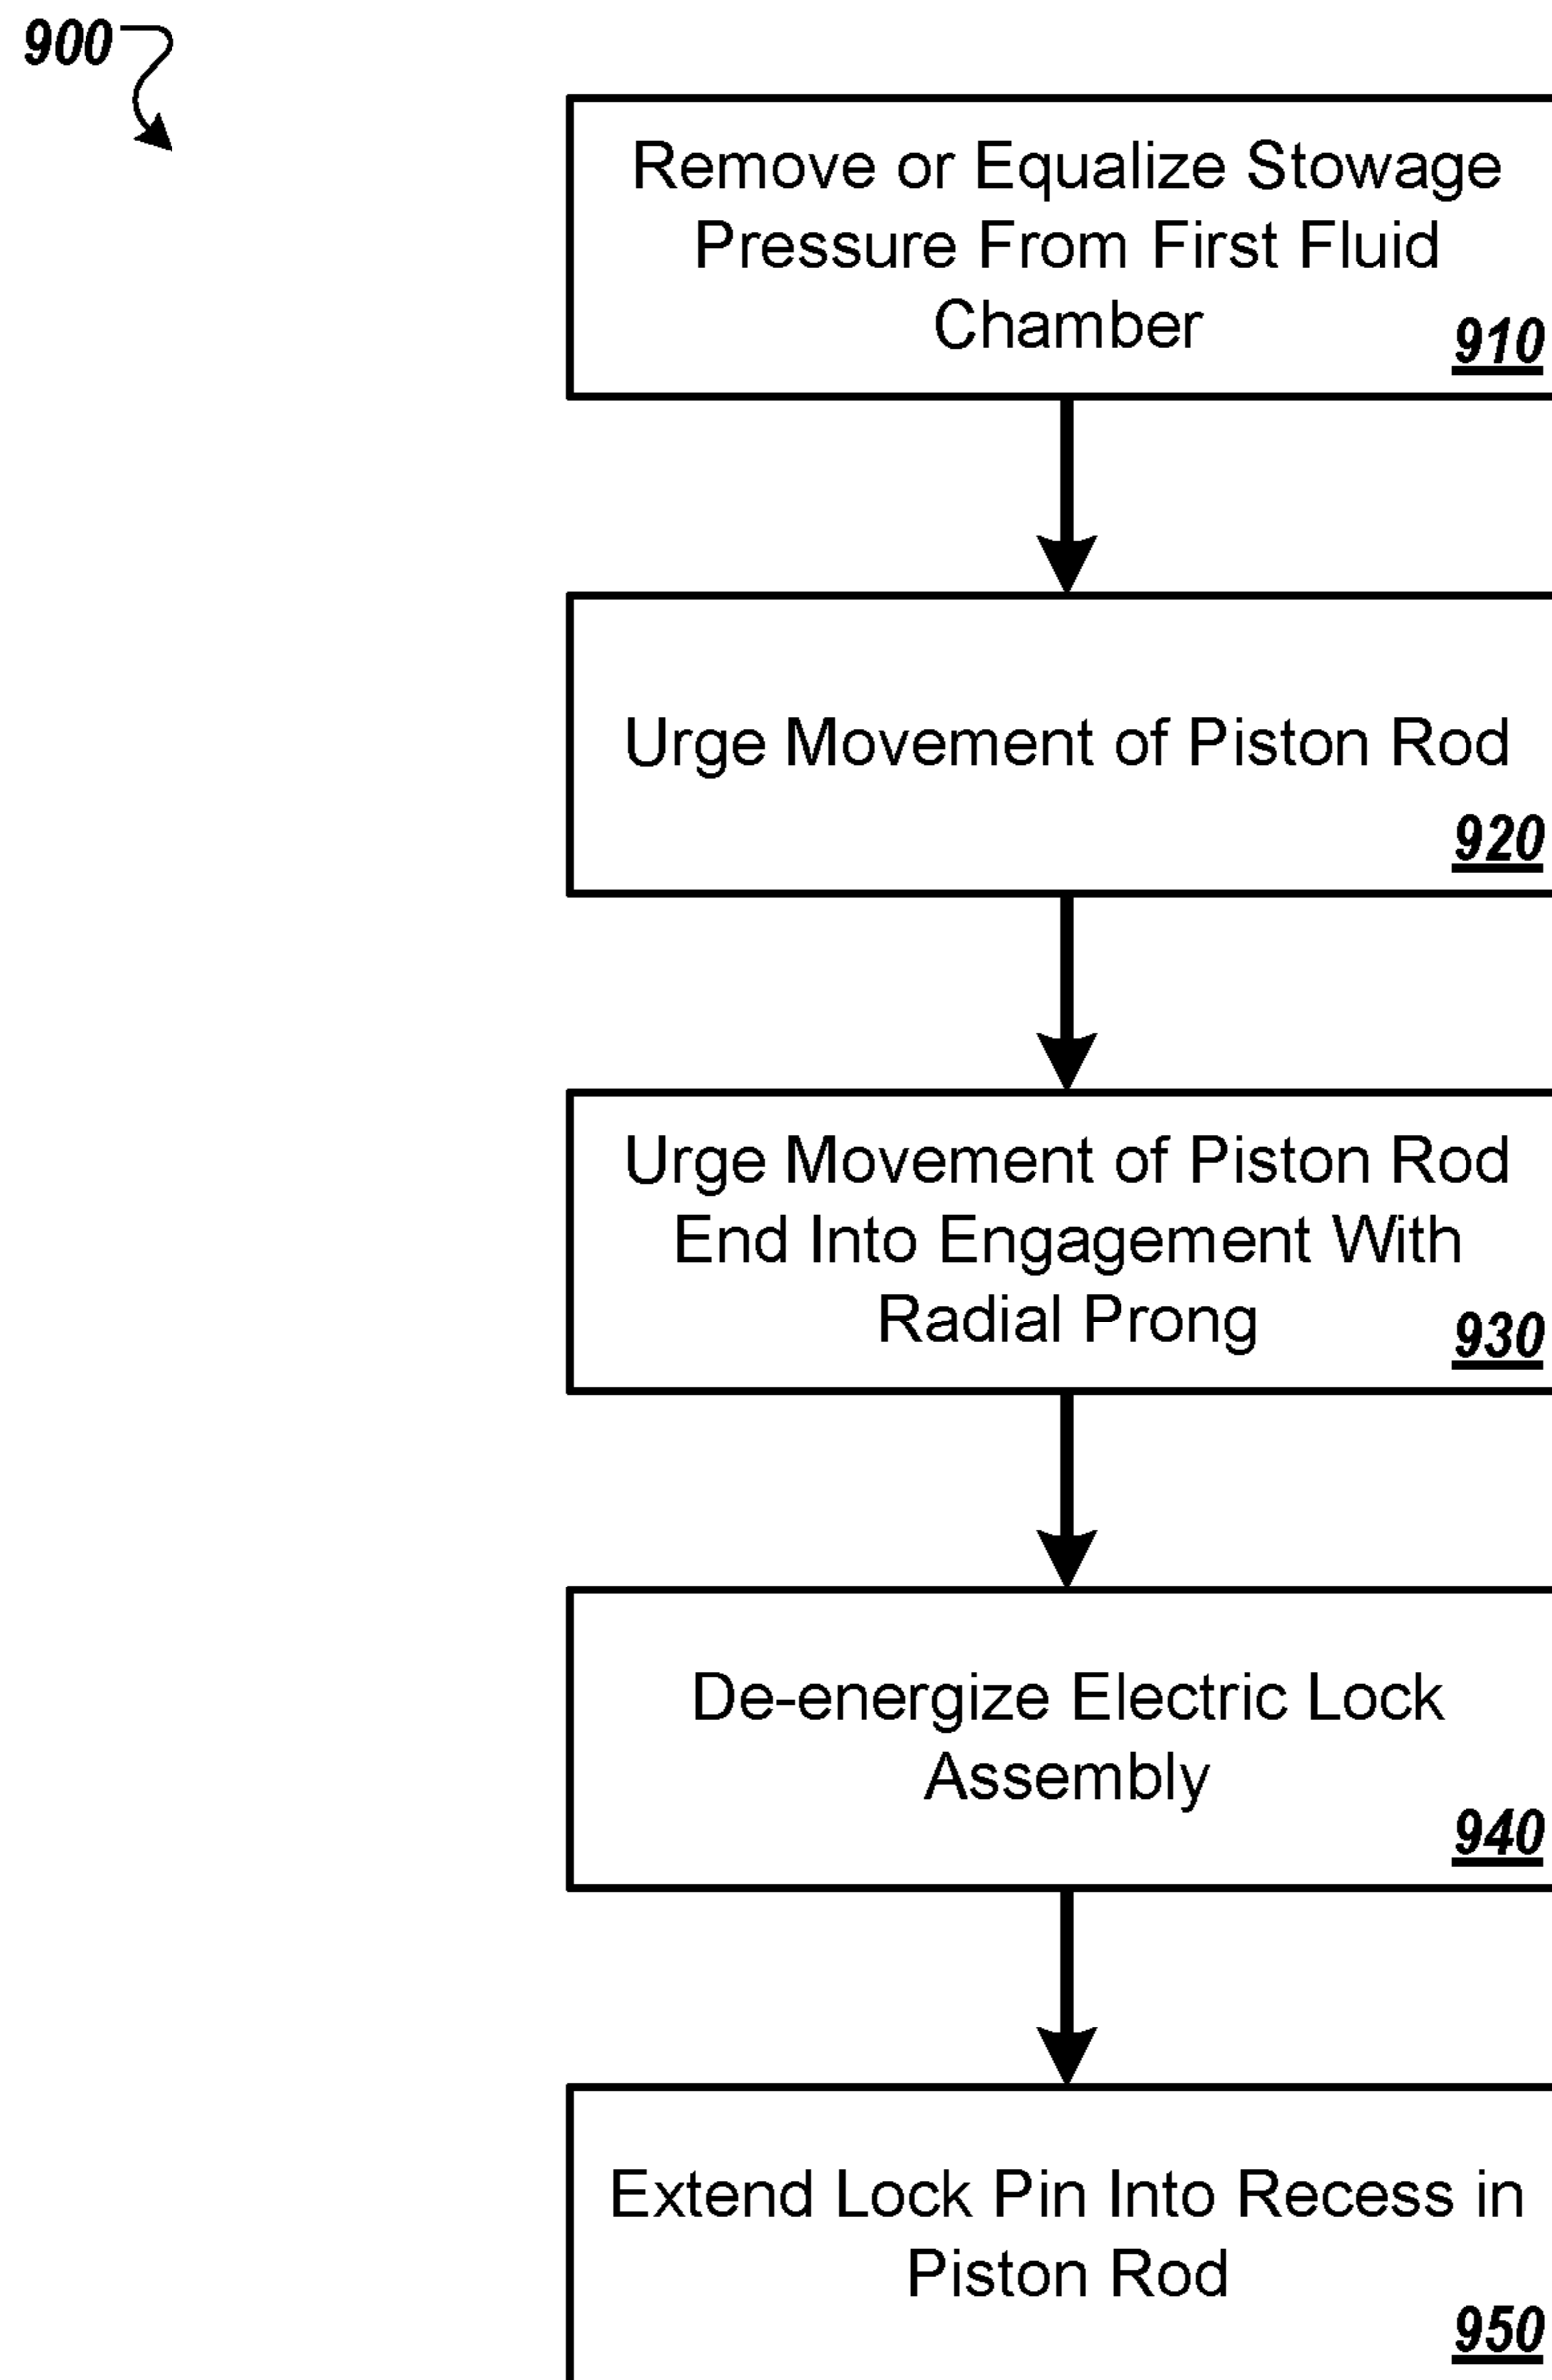 900
Remove or Equalize Stowage
Pressure From First Fluid
Chamber
910
Urge Movement of Piston Rod
920
Urge Movement of Piston Rod
End Into Engagement With
Radial Prong
930
De-energize Electric Lock
Assembly
940
Extend Lock Pin Into Recess in
Piston Rod
950